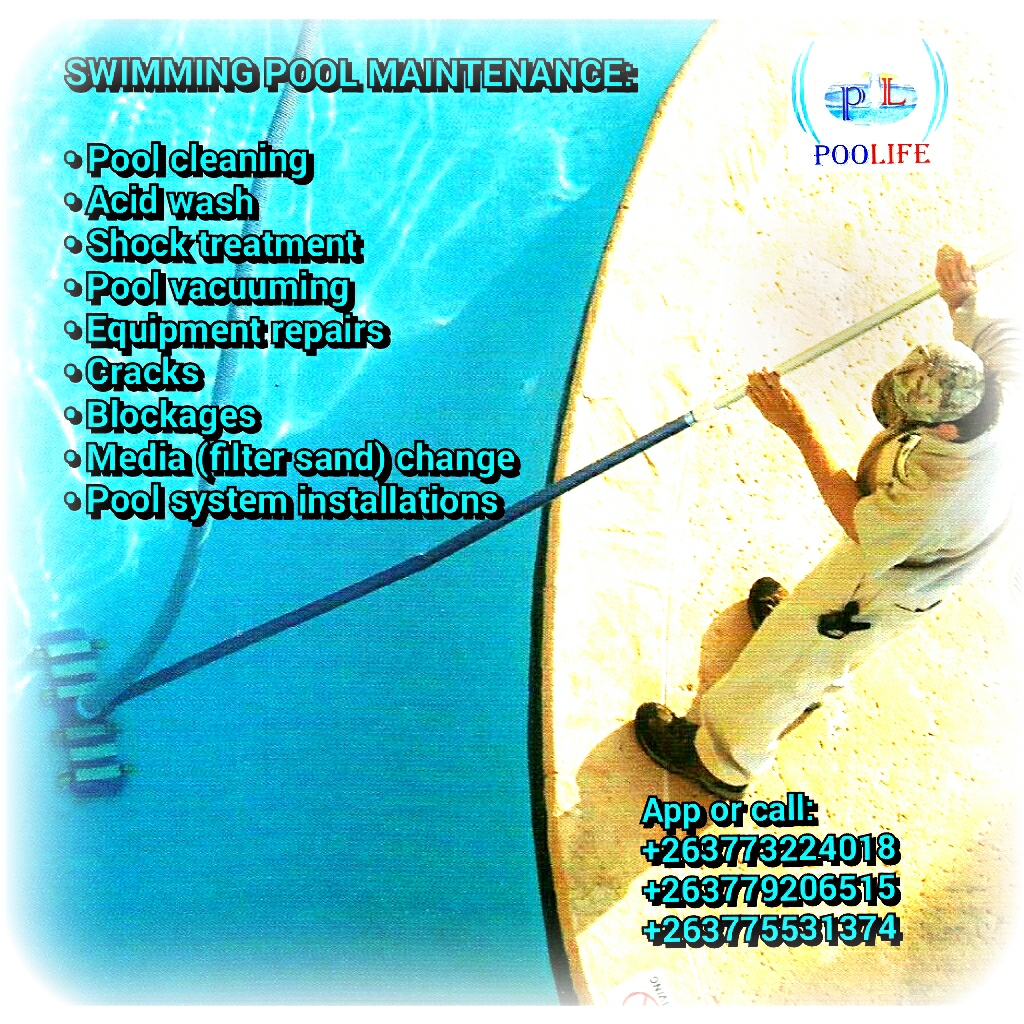 SWIMMING POOL MAINTENANCE:
PL
POOLIFE
• Pool cleaning
• Acid wash
• Shock treatment
• Pool vacuuming
• Equipment repairs
• Cracks
• Blockages
• Media (filter sand) change
• Pool system installations
App or call:
+263773224018
+263779206515
+263775531374